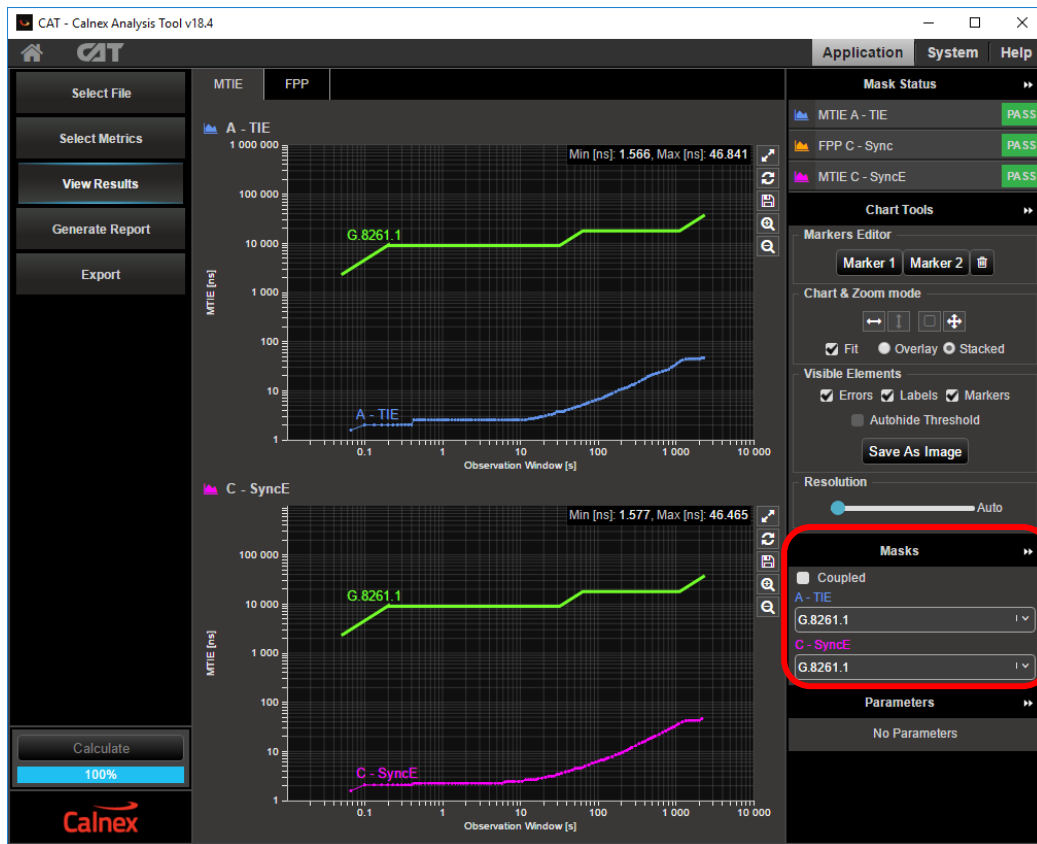 CAT - Calnex Analysis Tool v18.4
CAT
Application System Help
Select File
Select Metrics
View Results
Generate Report
Export
Calculate
100%
Calnex
MTIE FPP
A - TIE
Min [ns]: 1.566, Max [ns]: 46.841
1 000 000
100 000
10 000
1 000
100
10
1
MTIE [ns]
G.8261.1
A - TIE
0.1 1 10 100 1 000 10 000
Observation Window [s]
C - SyncE
Min [ns]: 1.577, Max [ns]: 46.465
100 000
10 000
1 000
100
10
1
MTIE [ns]
G.8261.1
C - SyncE
0.1 1 10 100 1 000 10 000
Observation Window [s]
Mask Status
MTIE A - TIE PASS
FPP C - Sync PASS
MTIE C - SyncE PASS
Chart Tools
Markers Editor
Marker 1 Marker 2
Chart & Zoom mode
Fit Overlay Stacked
Visible Elements
Errors Labels Markers
Autohide Threshold
Save As Image
Resolution
Auto
Masks
Coupled
A - TIE
G.8261.1
C - SyncE
G.8261.1
Parameters
No Parameters